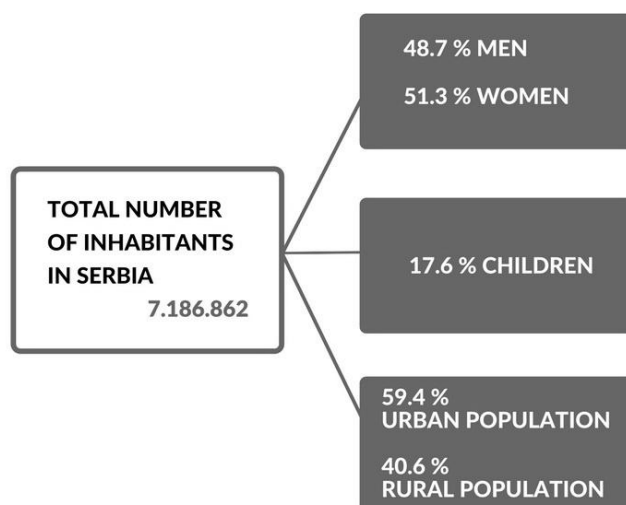 TOTAL NUMBER
OF INHABITANTS
IN SERBIA
7.186.862
48.7 % MEN
51.3 % WOMEN
17.6 % CHILDREN
59.4 %
URBAN POPULATION
40.6 %
RURAL POPULATION